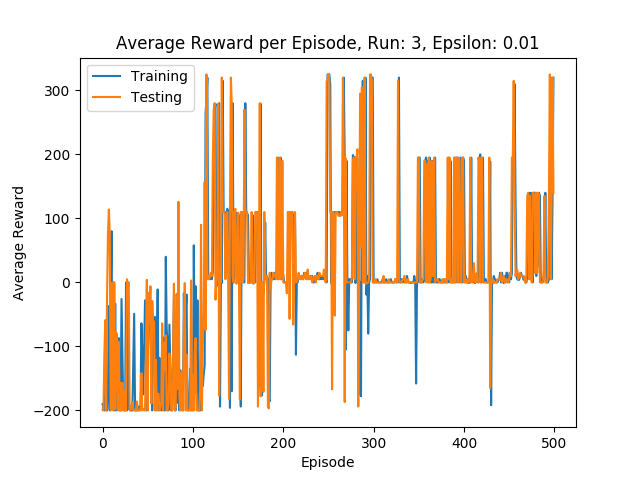 Average Reward per Episode, Run: 3, Epsilon: 0.01
Training
Testing
300
200
100
0
−100
−200
Average Reward
0 100 200 300 400 500
Episode